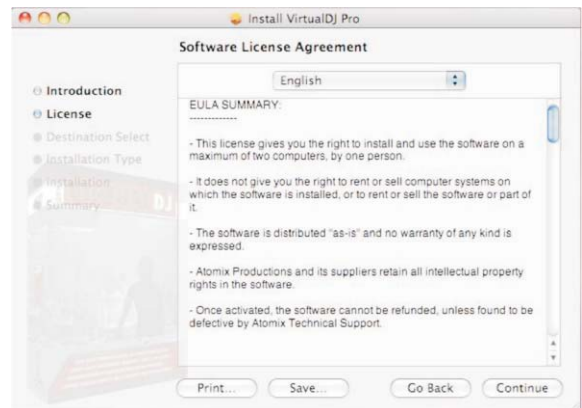 Install VirtualDJ Pro
Software License Agreement
English
Introduction
License
Destination Select
Installation Type
Installation
Summary
DJ
EULA SUMMARY:
------------
- This license gives you the right to install and use the software on a
maximum of two computers, by one person.
- It does not give you the right to rent or sell computer systems on
which the software is installed, or to rent or sell the software or part of
it.
- The software is distributed "as-is" and no warranty of any kind is
expressed.
- Atomix Productions and its suppliers retain all intellectual property
rights in the software.
- Once activated, the software cannot be refunded, unless found to be
defective by Atomix Technical Support.
Print... Save... Go Back Continue